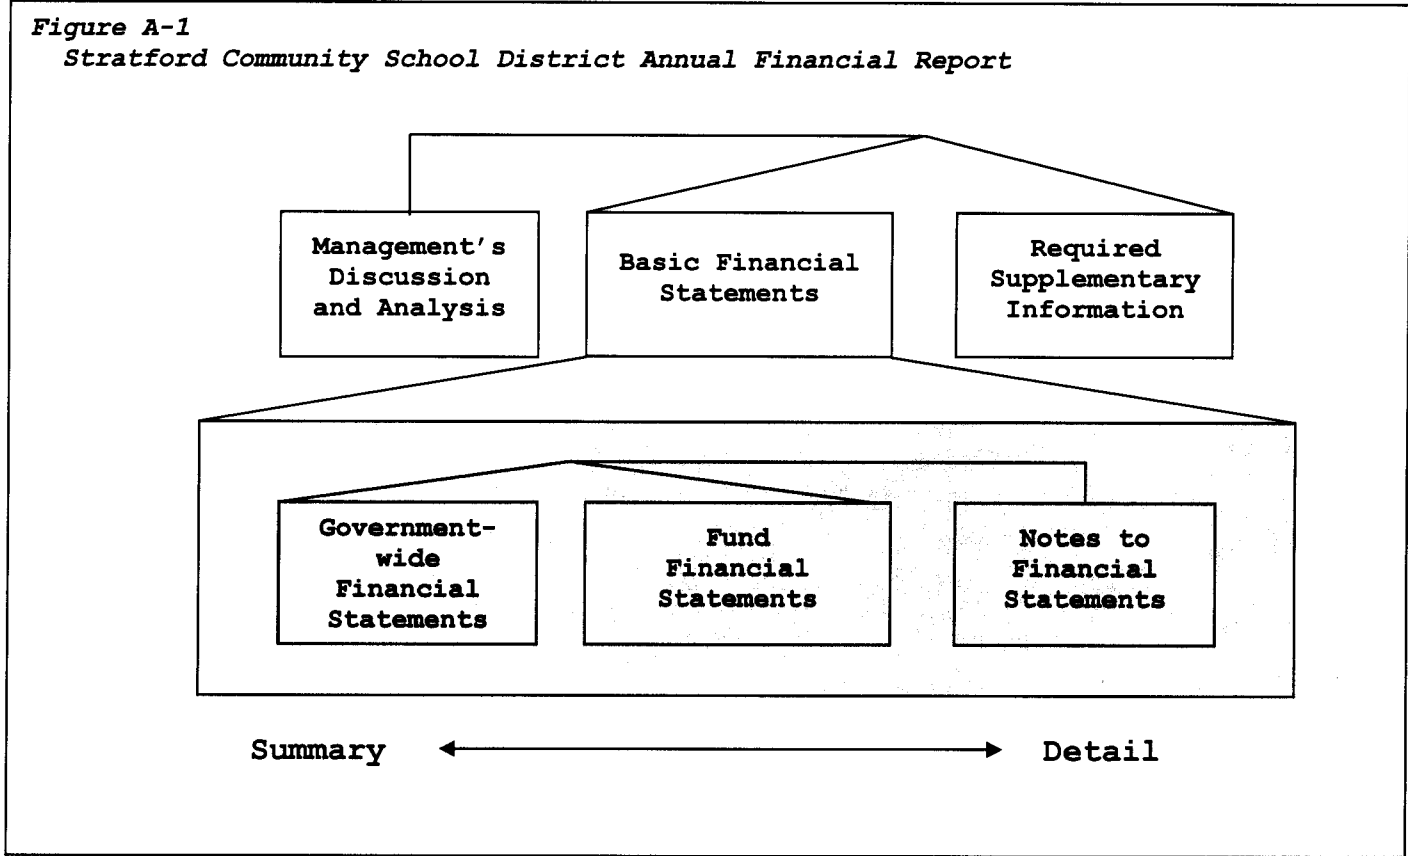 Figure A-1
Stratford Community School District Annual Financial Report
Management's
Discussion
and Analysis
Basic Financial
Statements
Required
Supplementary
Information
Government-
wide
Financial
Statements
Fund
Financial
Statements
Notes to
Financial
Statements
Summary
Detail